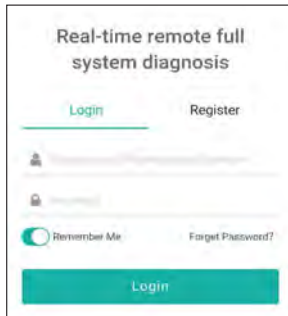 Real-time remote full
system diagnosis
Login Register
Remember Me Forget Password?
Login